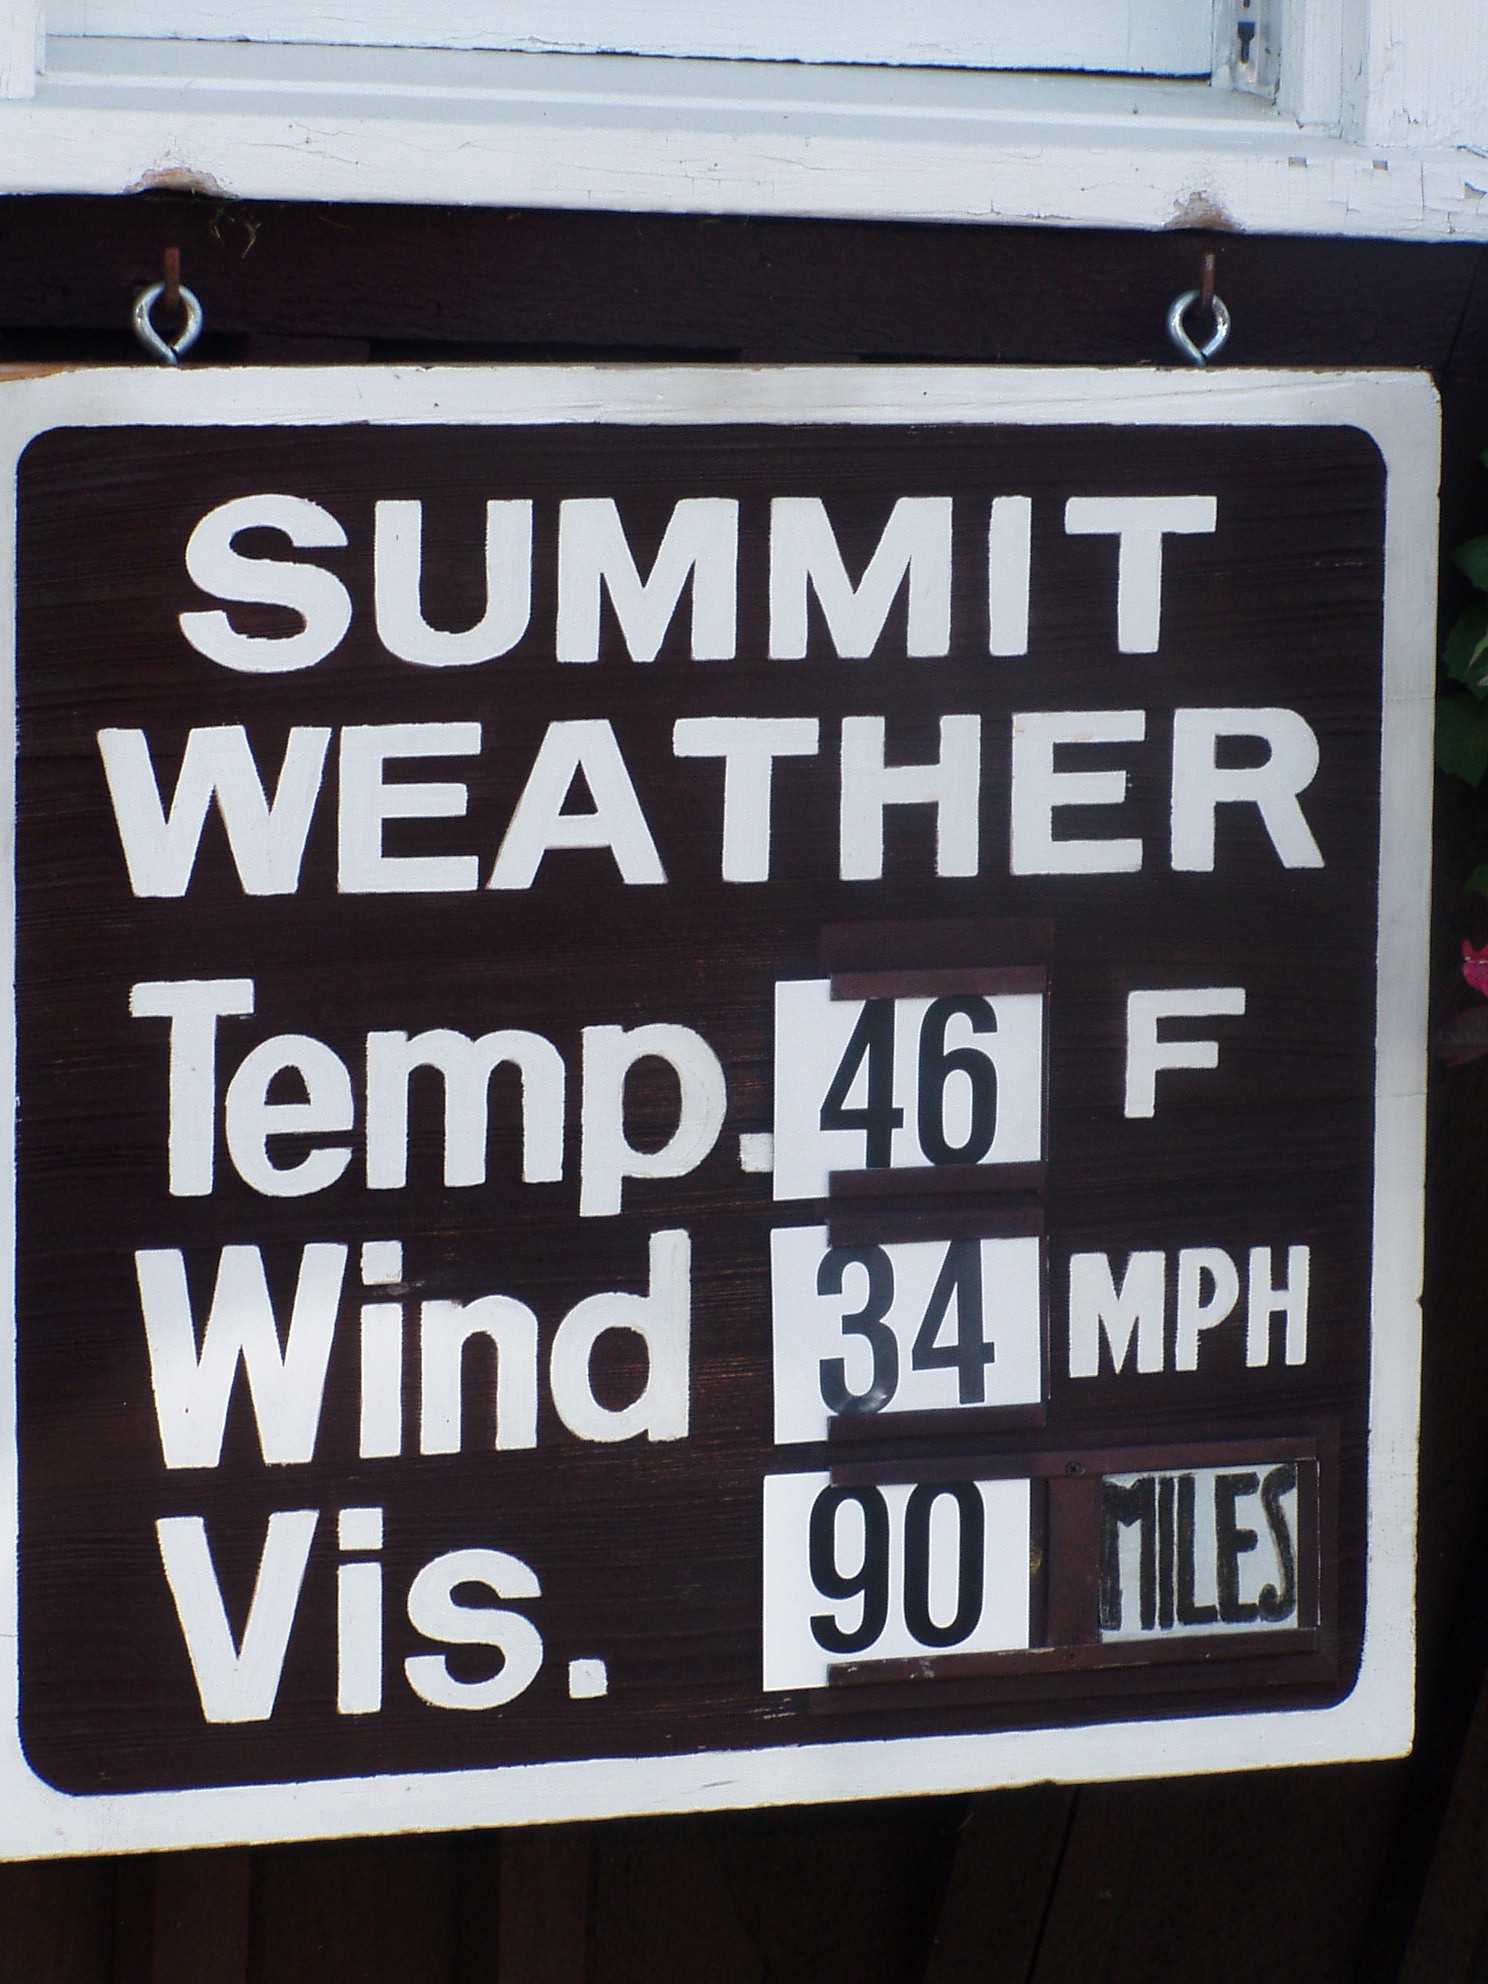 SUMMIT
WEATHER
Temp. 46 F
Wind 34 MPH
Vis. 90 MILES